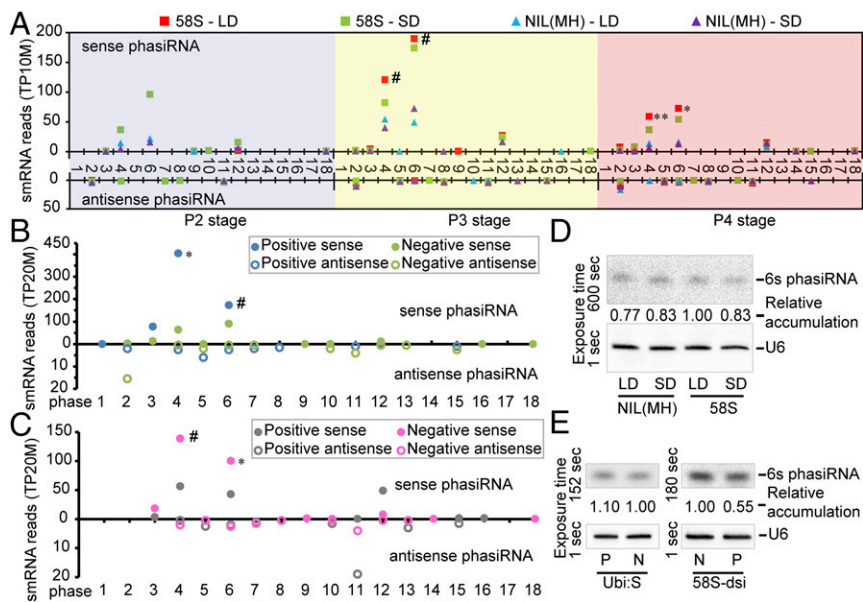 58S - LD 58S - SD NIL(MH) - LD NIL(MH) - SD
A
smRNA reads (TP10M)
200
150
100
50
0
50
sense phasiRNA
# # ** *
1 2 3 4 5 6 7 8 9 10 11 12 13 14 15 16 17 18 1 2 3 4 5 6 7 8 9 10 11 12 13 14 15 16 17 18 1 2 3 4 5 6 7 8 9 10 11 12 13 14 15 16 17 18
antisense phasiRNA
P2 stage P3 stage P4 stage
B
smRNA reads (TP20M)
450
400
300
200
100
0
10
20
Positive sense Negative sense
Positive antisense Negative antisense
* #
sense phasiRNA
antisense phasiRNA
phase 1 2 3 4 5 6 7 8 9 10 11 12 13 14 15 16 17 18
C
smRNA reads (TP20M)
150
100
50
0
10
20
Positive sense Negative sense
Positive antisense Negative antisense
# *
sense phasiRNA
antisense phasiRNA
phase 1 2 3 4 5 6 7 8 9 10 11 12 13 14 15 16 17 18
D
Exposure time
600 sec
1 sec
6s phasiRNA
0.77 0.83 1.00 0.83
Relative accumulation
U6
LD SD LD SD
NIL(MH) 58S
E
Exposure time
152 sec
1 sec
180 sec
1 sec
6s phasiRNA
1.10 1.00 1.00 0.55
Relative accumulation
U6
P N N P
Ubi:S 58S-dsi